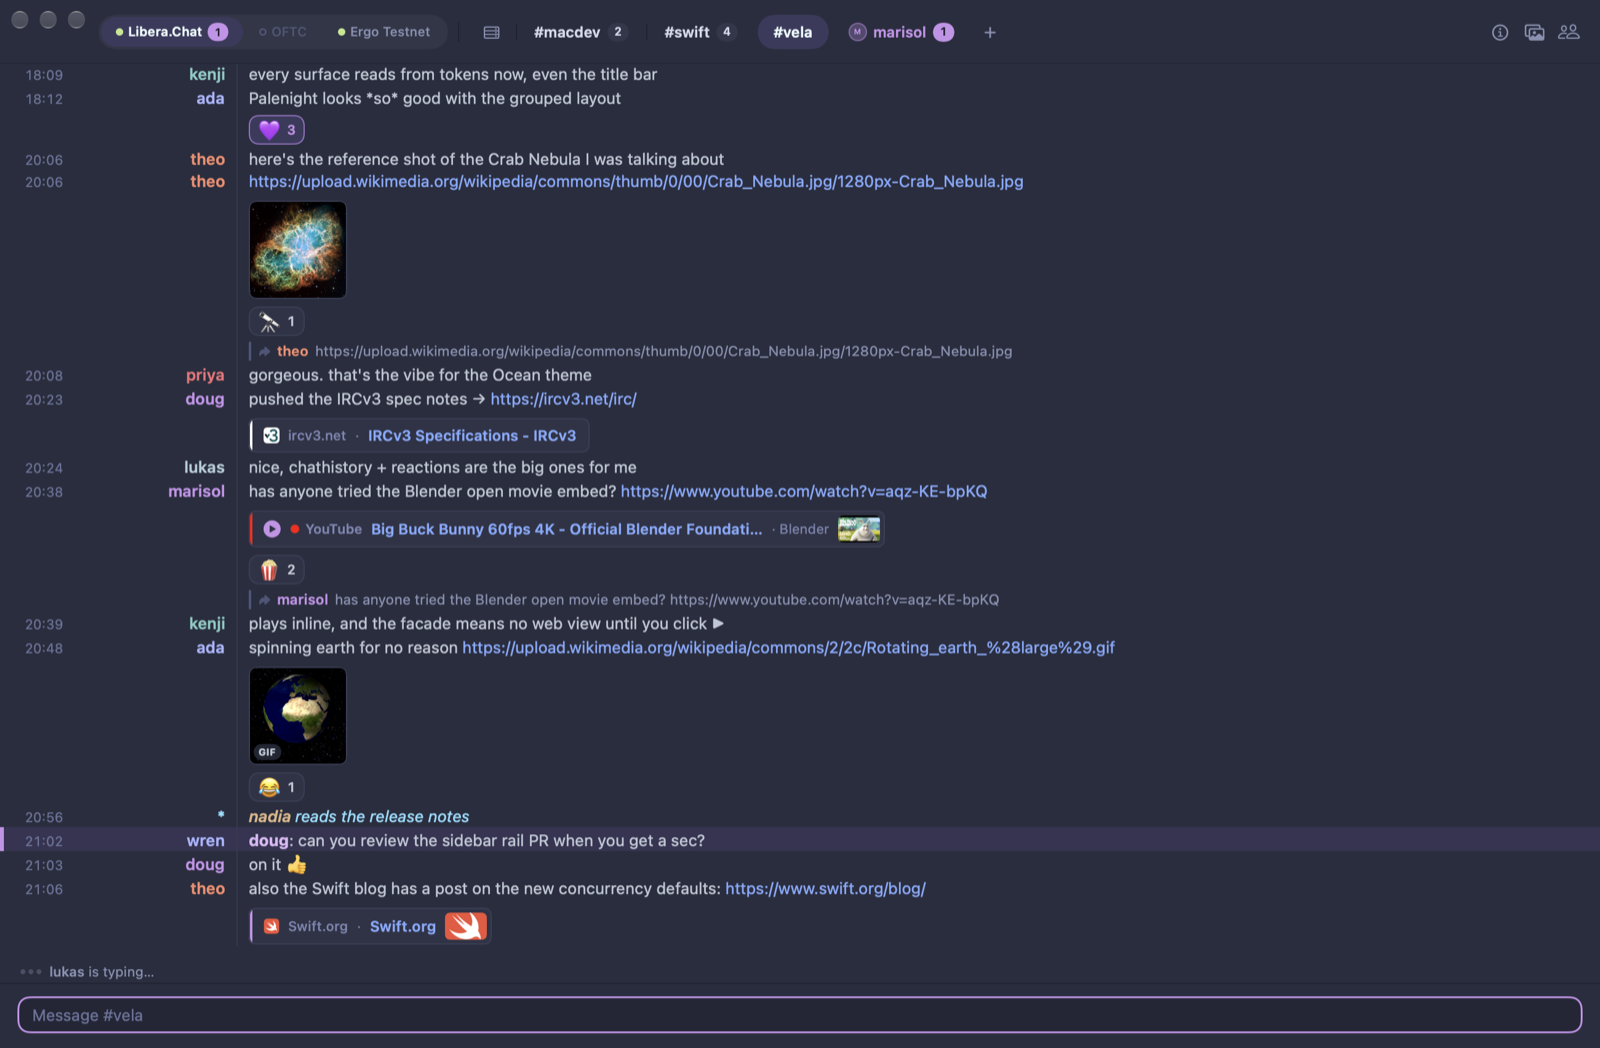 Libera.Chat 1 OFTC Ergo Testnet #macdev 2 #swift 4 #vela M marisol 1 +
18:09 kenji every surface reads from tokens now, even the title bar
18:12 ada Palenight looks *so* good with the grouped layout
💜 3
20:06 theo here's the reference shot of the Crab Nebula I was talking about
20:06 theo https://upload.wikimedia.org/wikipedia/commons/thumb/0/00/Crab_Nebula.jpg/1280px-Crab_Nebula.jpg
🔭 1
theo https://upload.wikimedia.org/wikipedia/commons/thumb/0/00/Crab_Nebula.jpg/1280px-Crab_Nebula.jpg
20:08 priya gorgeous. that's the vibe for the Ocean theme
20:23 doug pushed the IRCv3 spec notes → https://ircv3.net/irc/
v3 ircv3.net · IRCv3 Specifications - IRCv3
20:24 lukas nice, chathistory + reactions are the big ones for me
20:38 marisol has anyone tried the Blender open movie embed? https://www.youtube.com/watch?v=aqz-KE-bpKQ
YouTube Big Buck Bunny 60fps 4K - Official Blender Foundati... · Blender
🍿 2
marisol has anyone tried the Blender open movie embed? https://www.youtube.com/watch?v=aqz-KE-bpKQ
20:39 kenji plays inline, and the facade means no web view until you click ▶
20:48 ada spinning earth for no reason https://upload.wikimedia.org/wikipedia/commons/2/2c/Rotating_earth_%28large%29.gif
GIF
😂 1
20:56 * nadia reads the release notes
21:02 wren doug: can you review the sidebar rail PR when you get a sec?
21:03 doug on it 👍
21:06 theo also the Swift blog has a post on the new concurrency defaults: https://www.swift.org/blog/
Swift.org · Swift.org
lukas is typing...
Message #vela